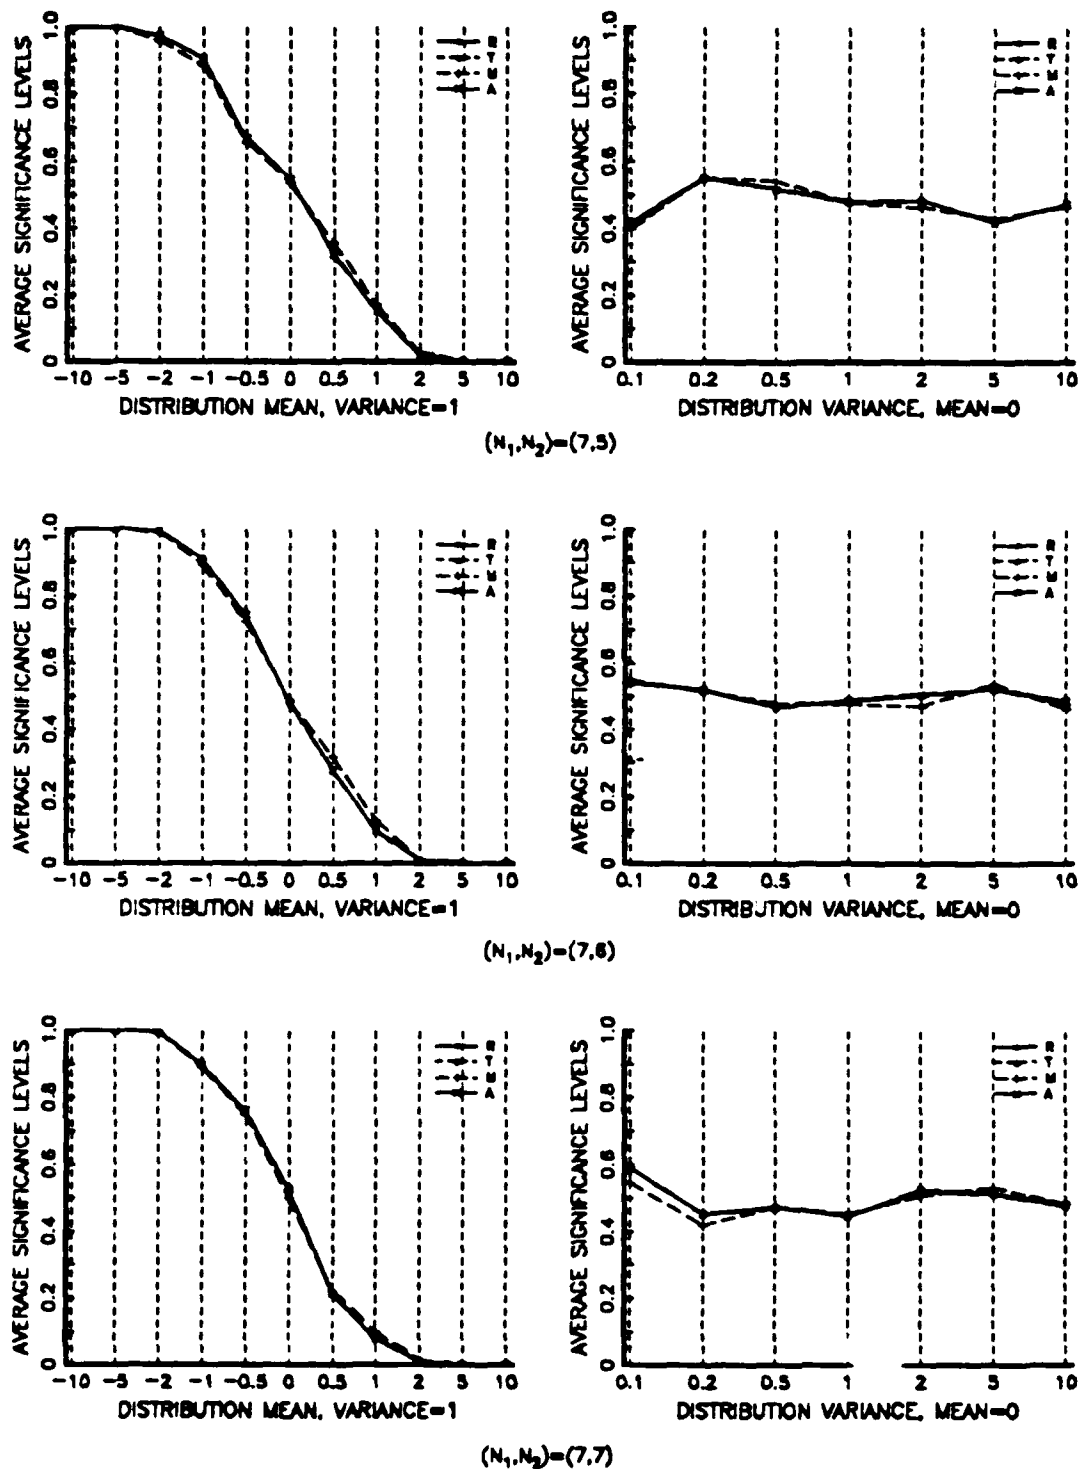 AVERAGE SIGNIFICANCE LEVELS
1.0
0.8
0.6
0.4
0.2
0
R
T
M
A
-10 -5 -2 -1 -0.5 0 0.5 1 2 5 10
DISTRIBUTION MEAN, VARIANCE=1
AVERAGE SIGNIFICANCE LEVELS
1.0
0.8
0.6
0.4
0.2
0
R
T
M
A
0.1 0.2 0.5 1 2 5 10
DISTRIBUTION VARIANCE, MEAN=0
(N₁,N₂)=(7,5)
AVERAGE SIGNIFICANCE LEVELS
1.0
0.8
0.6
0.4
0.2
0
R
T
M
A
-10 -5 -2 -1 -0.5 0 0.5 1 2 5 10
DISTRIBUTION MEAN, VARIANCE=1
AVERAGE SIGNIFICANCE LEVELS
1.0
0.8
0.6
0.4
0.2
0
R
T
M
A
0.1 0.2 0.5 1 2 5 10
DISTRIBUTION VARIANCE, MEAN=0
(N₁,N₂)=(7,6)
AVERAGE SIGNIFICANCE LEVELS
1.0
0.8
0.6
0.4
0.2
0
R
T
M
A
-10 -5 -2 -1 -0.5 0 0.5 1 2 5 10
DISTRIBUTION MEAN, VARIANCE=1
AVERAGE SIGNIFICANCE LEVELS
1.0
0.8
0.6
0.4
0.2
0
R
T
M
A
0.1 0.2 0.5 1 2 5 10
DISTRIBUTION VARIANCE, MEAN=0
(N₁,N₂)=(7,7)